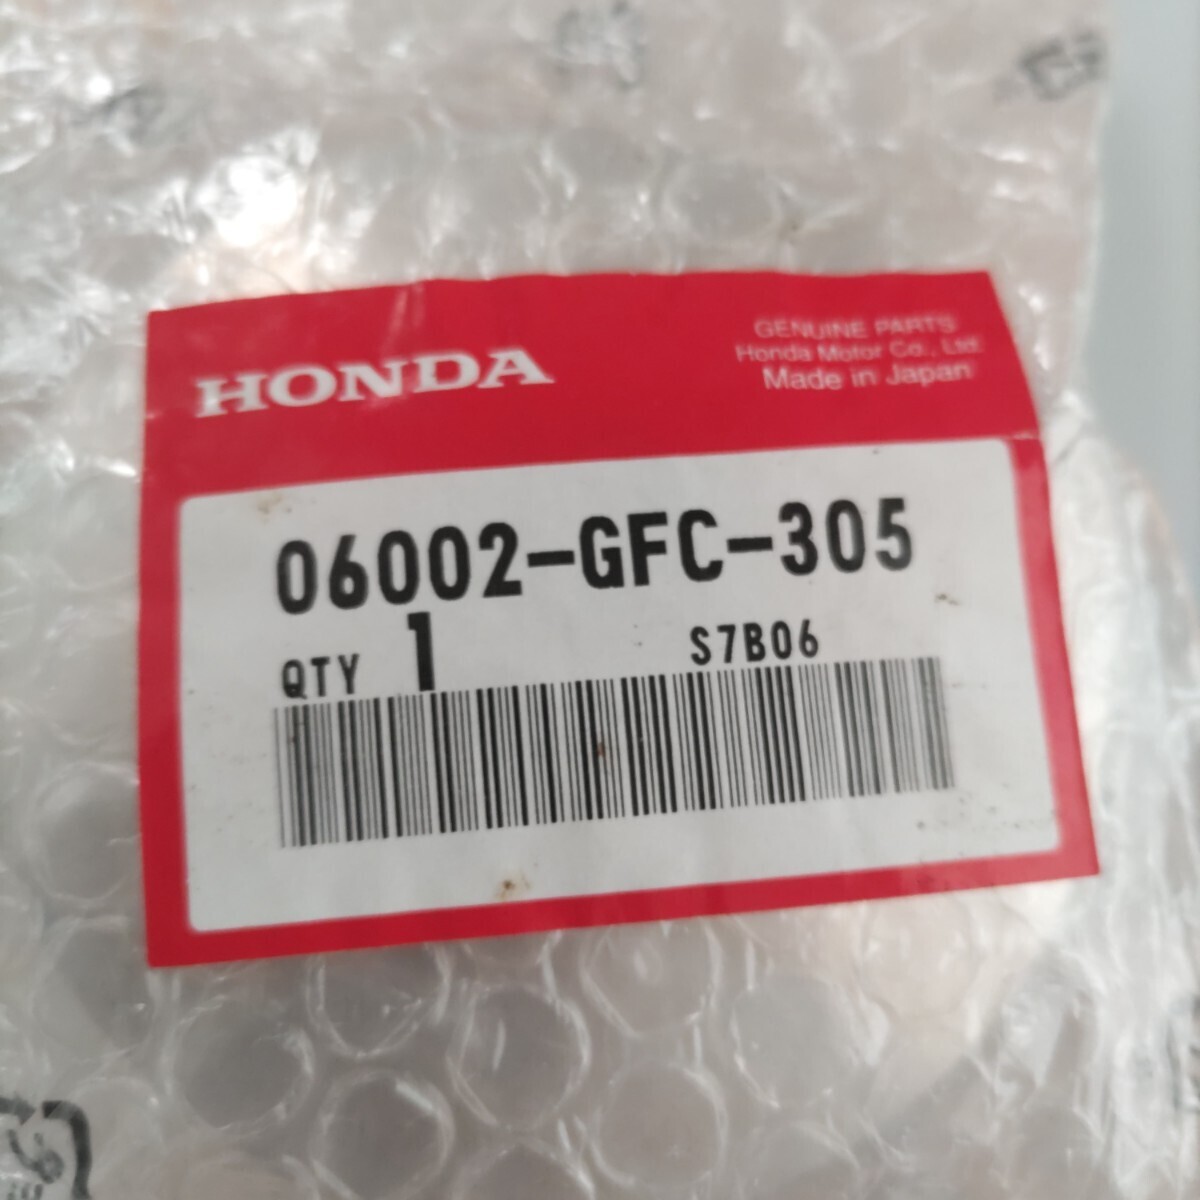 HONDA
GENUINE PARTS
Honda Motor Co., Ltd.
Made in Japan
06002-GFC-305
QTY 1 S7B06